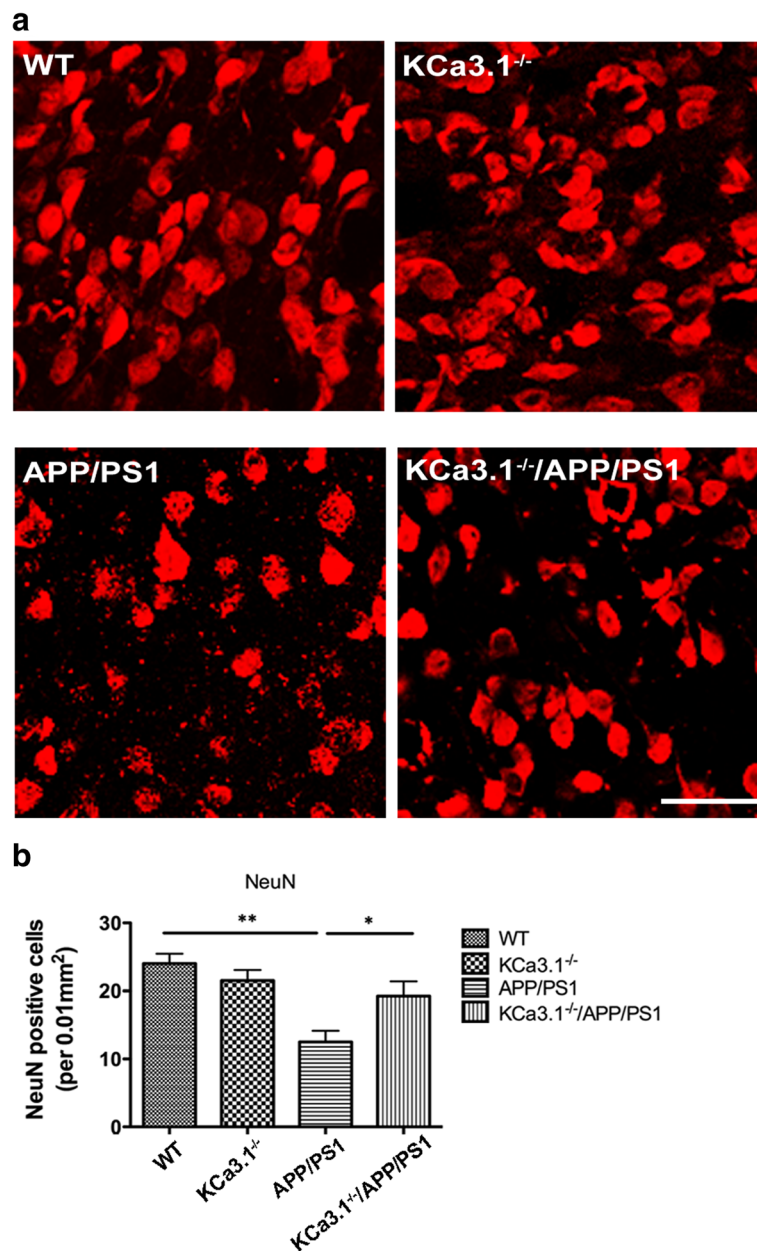 a
WT
KCa3.1-/-
APP/PS1
KCa3.1-/-/APP/PS1
b
NeuN
NeuN positive cells
(per 0.01mm²)
30
20
10
0
**
*
WT
KCa3.1-/-
APP/PS1
KCa3.1-/-/APP/PS1
WT
KCa3.1-/-
APP/PS1
KCa3.1-/-/APP/PS1